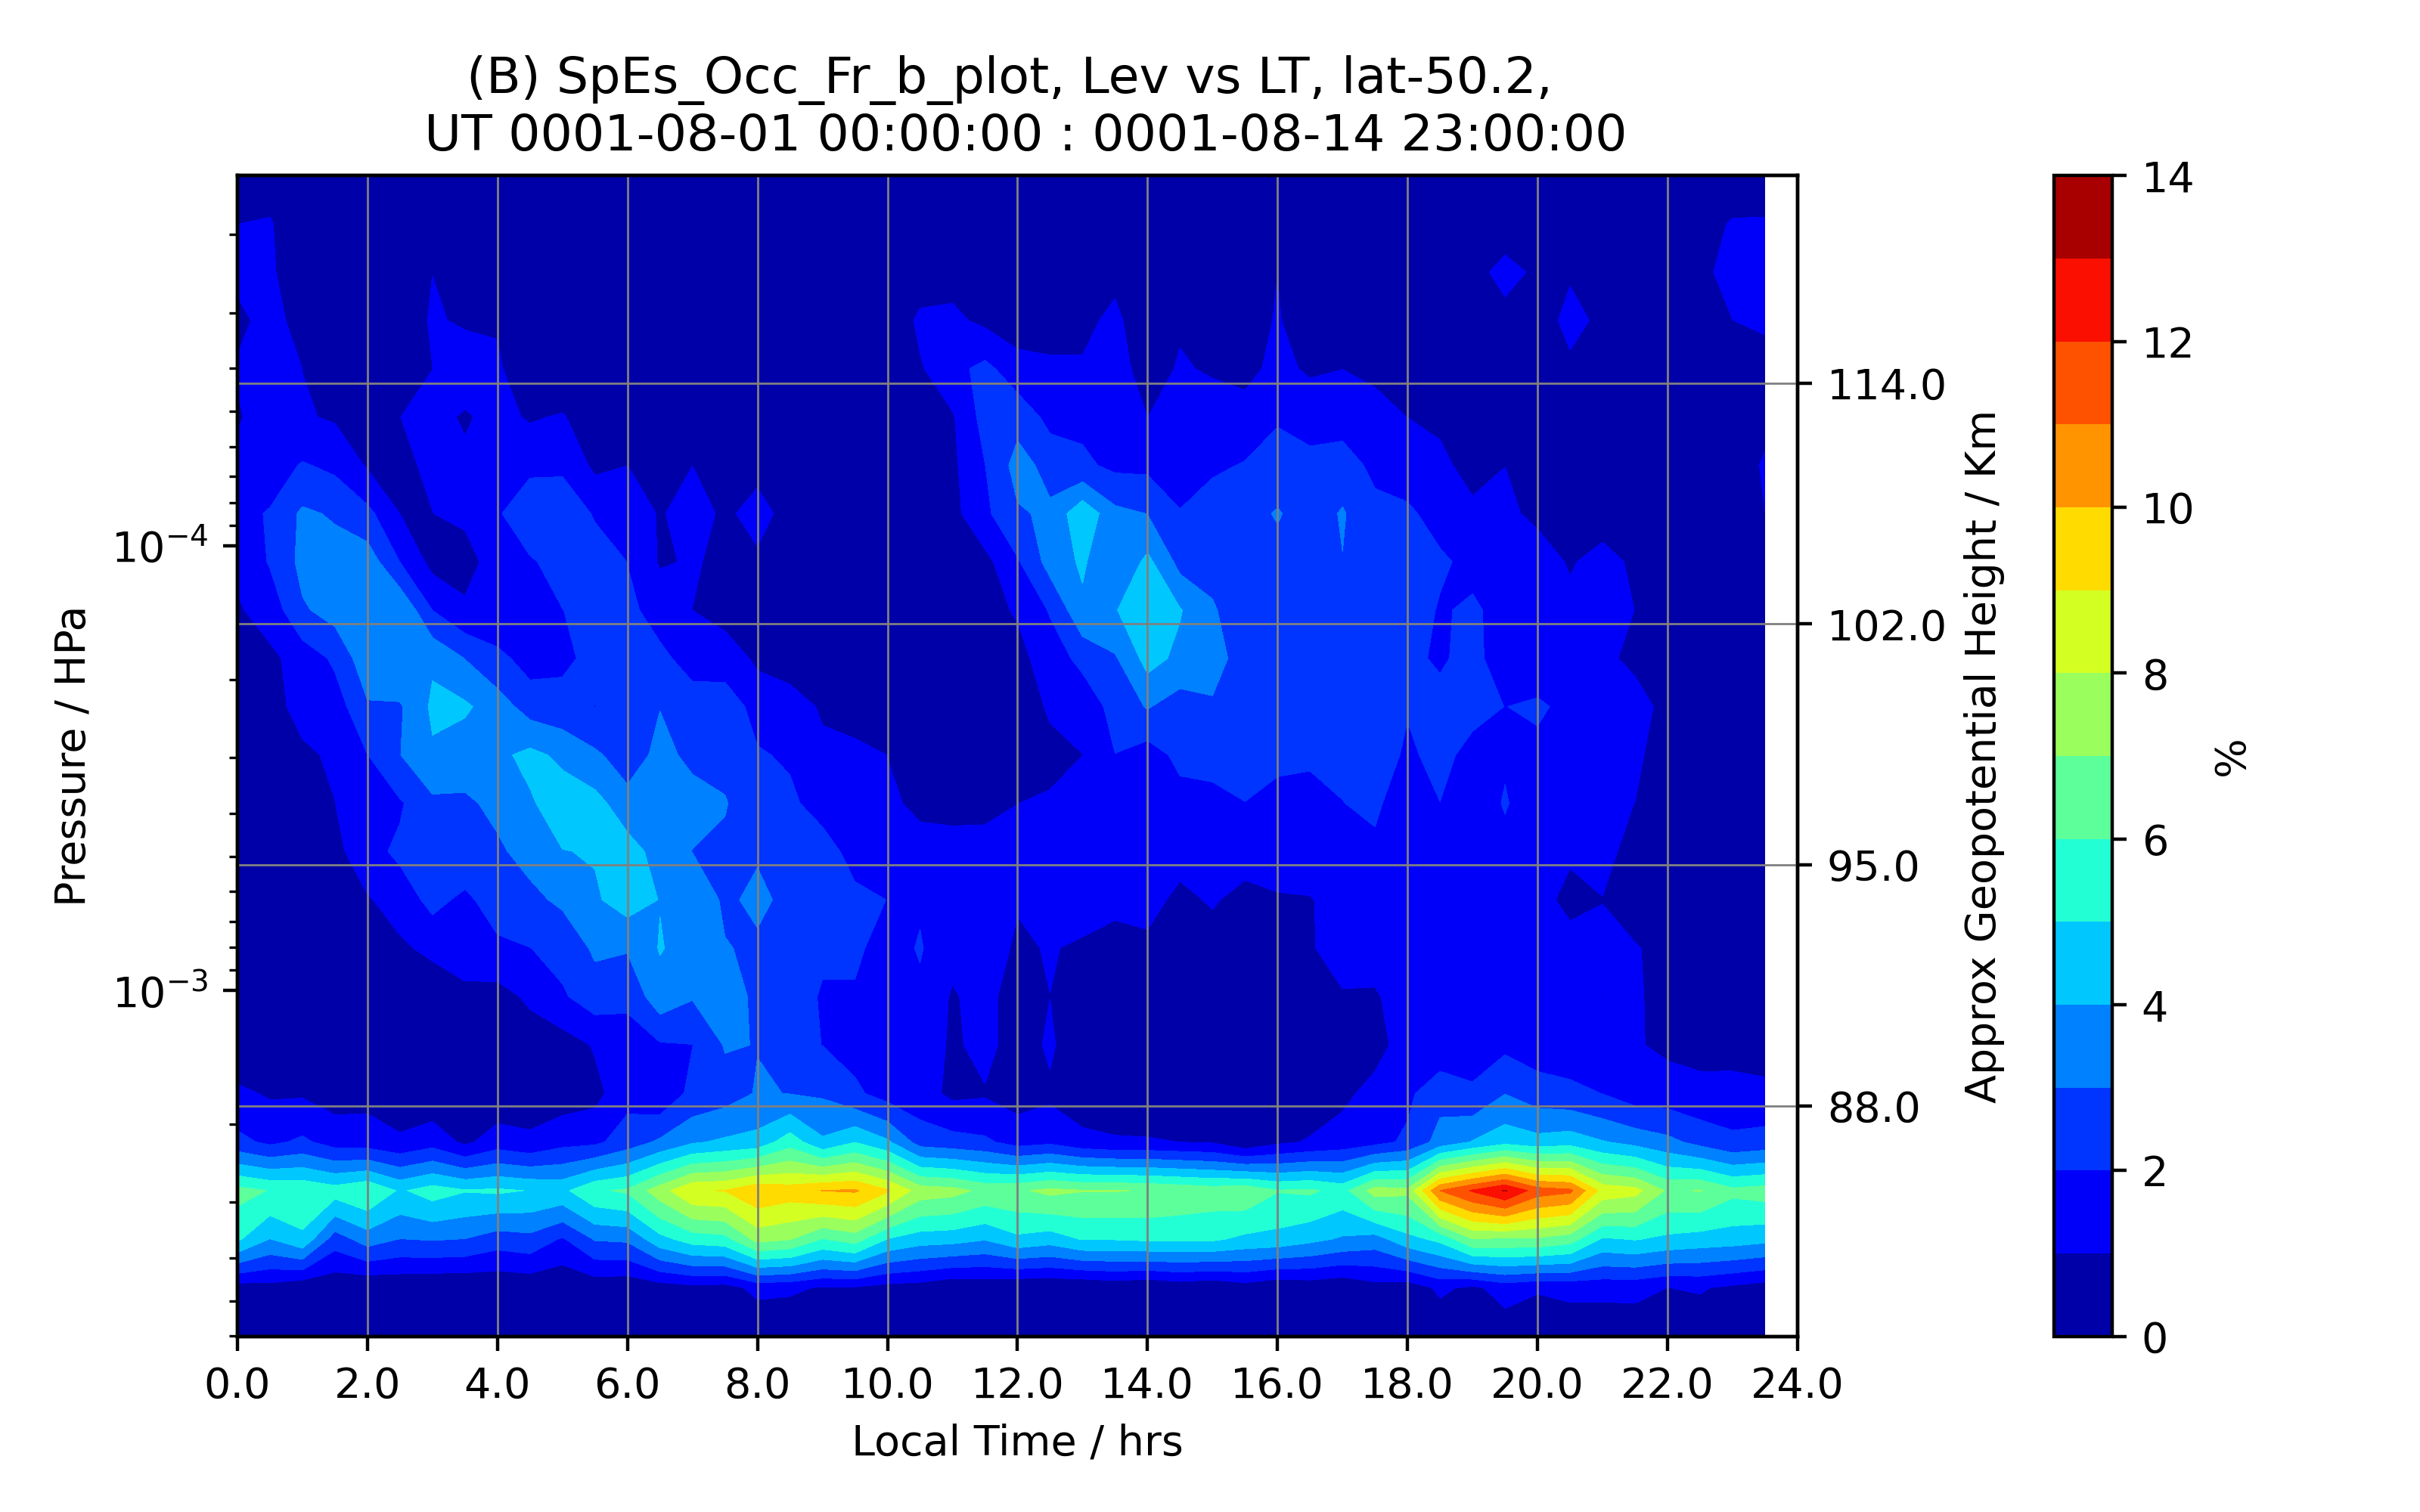 (B) SpEs_Occ_Fr_b_plot, Lev vs LT, lat-50.2,
UT 0001-08-01 00:00:00 : 0001-08-14 23:00:00
Pressure / HPa
10⁻⁴
10⁻³
0.0 2.0 4.0 6.0 8.0 10.0 12.0 14.0 16.0 18.0 20.0 22.0 24.0
Local Time / hrs
114.0
102.0
95.0
88.0
Approx Geopotential Height / Km
14
12
10
8
6
4
2
0
%